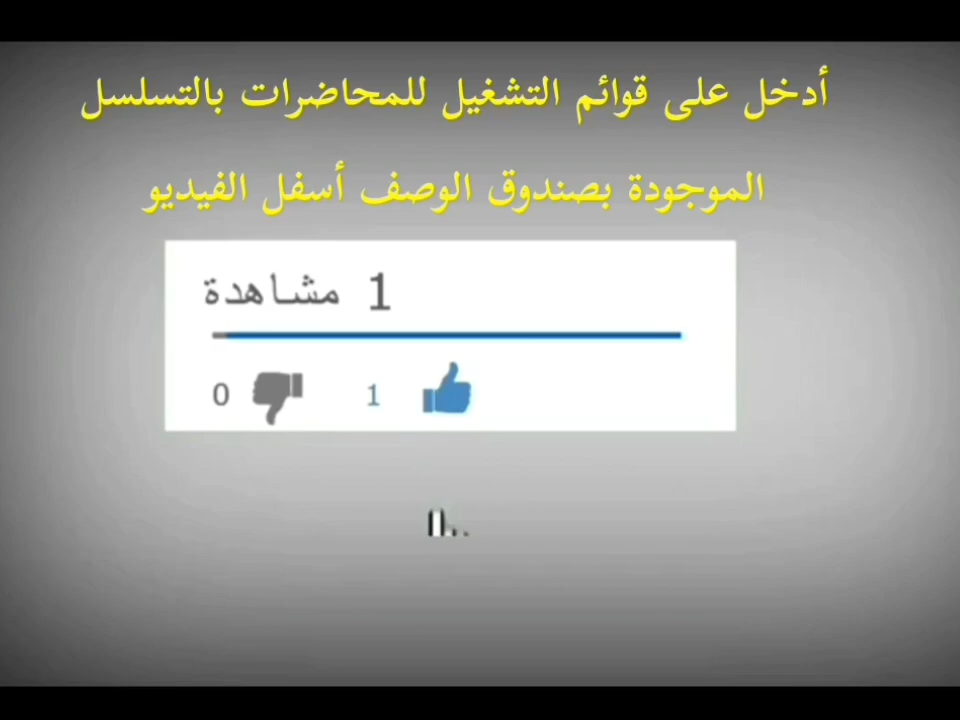 أدخل على قوائم التشغيل للمحاضرات بالتسلسل
الموجودة بصندوق الوصف أسفل الفيديو
1 مشاهدة
1 0